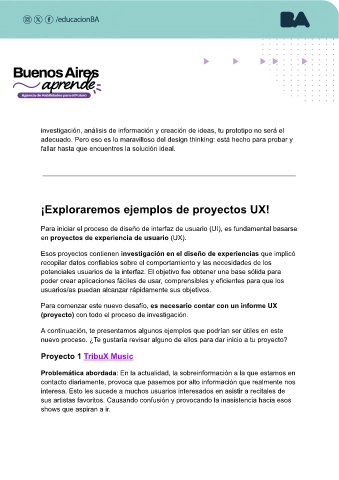 /educacionBA
BA
Buenos Aires
aprende
Agencia de Habilidades para el Futuro
investigación, análisis de información y creación de ideas, tu prototipo no será el
adecuado. Pero eso es lo maravilloso del design thinking: está hecho para probar y
fallar hasta que encuentres la solución ideal.
¡Exploraremos ejemplos de proyectos UX!
Para iniciar el proceso de diseño de interfaz de usuario (UI), es fundamental basarse
en proyectos de experiencia de usuario (UX).
Esos proyectos contienen investigación en el diseño de experiencias que implicó
recopilar datos confiables sobre el comportamiento y las necesidades de los
potenciales usuarios de la interfaz. El objetivo fue obtener una base sólida para
poder crear aplicaciones fáciles de usar, comprensibles y eficientes para que los
usuarios/as puedan alcanzar rápidamente sus objetivos.
Para comenzar este nuevo desafío, es necesario contar con un informe UX
(proyecto) con todo el proceso de investigación.
A continuación, te presentamos algunos ejemplos que podrían ser útiles en este
nuevo proceso. ¿Te gustaría revisar alguno de ellos para dar inicio a tu proyecto?
Proyecto 1 TribuX Music
Problemática abordada: En la actualidad, la sobreinformación a la que estamos en
contacto diariamente, provoca que pasemos por alto información que realmente nos
interesa. Esto les sucede a muchos usuarios interesados en asistir a recitales de
sus artistas favoritos. Causando confusión y provocando la inasistencia hacia esos
shows que aspiran a ir.